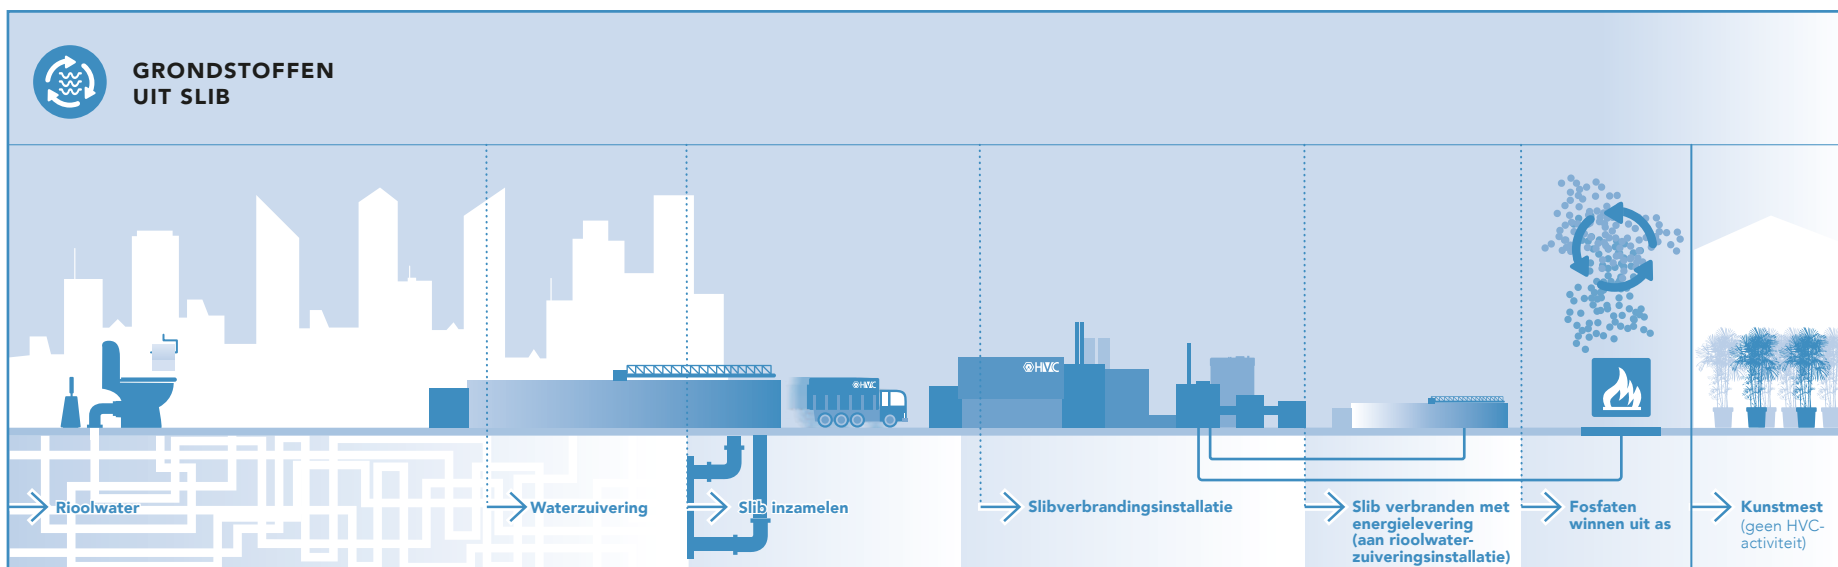 GRONDSTOFFEN
UIT SLIB
HVC
HVC
Rioolwater
Waterzuivering
Slib inzamelen
Slibverbrandingsinstallatie
Slib verbranden met
energielevering
(aan rioolwater-
zuiveringsinstallatie)
Fosfaten
winnen uit as
Kunstmest
(geen HVC-
activiteit)